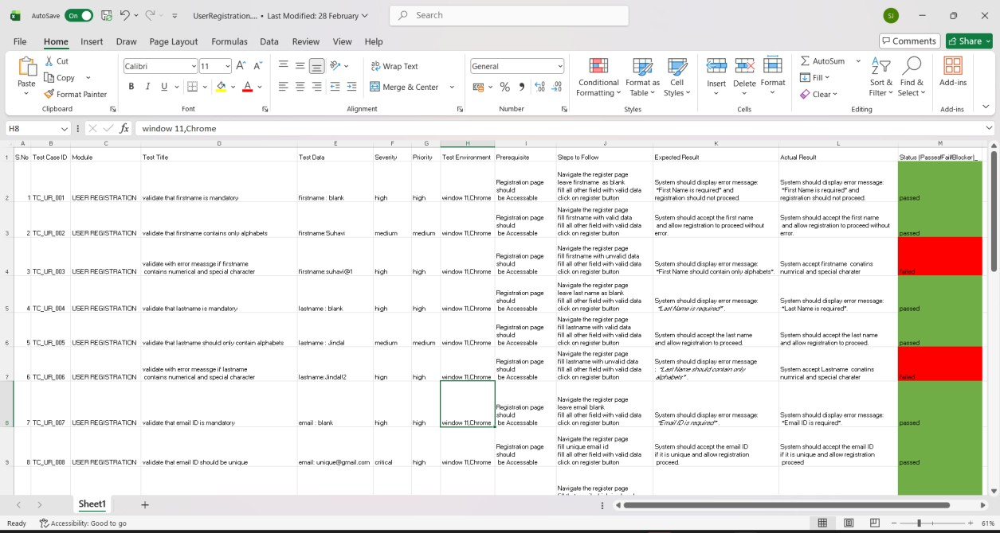 AutoSave On UserRegistration.... • Last Modified: 28 February Search SJ
File Home Insert Draw Page Layout Formulas Data Review View Help Comments Share
Paste Cut Copy Format Painter Clipboard
Calibri 11 B I U A Font
Wrap Text Merge & Center Alignment
General % Number
Conditional Formatting Format as Table Cell Styles Styles
Insert Delete Format Cells
AutoSum Fill Clear Sort & Filter Find & Select Editing
Add-ins Add-ins
H8 fx window 11,Chrome
A B C D E F G H I J K L M
1 S.No Test Case ID Module Test Title Test Data Severity Priority Test Environment Prerequisite Steps to Follow Expected Result Actual Result Status (Passest/Fail/Blocker)_
2 1 TC_UR_001 USER REGISTRATION validate that firstname is mandatory firstname : blank high high window 11,Chrome
Registration page
should
be Accessable
Navigate the register page
leave firstname as blank
fill all other field with valid data
click on register button
System should display error message:
"First Name is required" and
registration should not proceed.
System should display error message:
"First Name is required" and
registration should not proceed.
passed
3 2 TC_UR_002 USER REGISTRATION validate that firstname contains only alphabets firstname:Suhavi medium medium window 11,Chrome
Registration page
should
be Accessable
Navigate the register page
fill firstname with valid data
fill all other field with valid data
click on register button
System should accept the first name
and allow registration to proceed without
error.
System should accept the first name
and allow registration to proceed without
error.
passed
4 3 TC_UR_003 USER REGISTRATION
validate with error meassge if firstname
contains numerical and special character
firstname:suhavi@1 high high window 11,Chrome
Registration page
should
be Accessable
Navigate the register page
fill firstname with unvalid data
fill all other field with valid data
click on register button
System should display error message:
"First Name should contain only alphabets".
System accept firstname conatins
numrical and special charater
failed
5 4 TC_UR_004 USER REGISTRATION validate that lastname is mandatory lastname : blank high high window 11,Chrome
Registration page
should
be Accessable
Navigate the register page
leave last name as blank
fill all other field with valid data
click on register button
System should display error message:
"Last Name is required" .
System should display error message:
"Last Name is required".
passed
6 5 TC_UR_005 USER REGISTRATION validate that lastname should only contain alphabets lastname : Jindal medium medium window 11,Chrome
Registration page
should
be Accessable
Navigate the register page
fill lastname with valid data
fill all other field with valid data
click on register button
System should accept the last name
and allow registration to proceed.
System should accept the last name
and allow registration to proceed.
passed
7 6 TC_UR_006 USER REGISTRATION
validate with error meassge if lastname
contains numerical and special character
lastname:Jindal12 high high window 11,Chrome
Registration page
should
be Accessable
Navigate the register page
fill lastname with unvalid data
fill all other field with valid data
click on register button
System should display error message
: "Last Name should contain only
alphabets" .
System accept Lastname conatins
numrical and special charater
failed
8 7 TC_UR_007 USER REGISTRATION validate that email ID is mandatory email : blank high high window 11,Chrome
Registration page
should
be Accessable
Navigate the register page
leave email blank
fill all other field with valid data
click on register button
System should display error message:
"Email ID is required" .
System should display error message:
"Email ID is required".
passed
9 8 TC_UR_008 USER REGISTRATION validate that email ID should be unique email: unique@gmail.com critical high window 11,Chrome
Registration page
should
be Accessable
Navigate the register page
fill unique email id
fill all other field with valid data
click on register button
System should accept the email ID
if it is unique and allow registration
proceed.
System should accept the email ID
if it is unique and allow registration
proceed
passed
Navigate the register page
Sheet1
Ready Accessibility: Good to go 61%